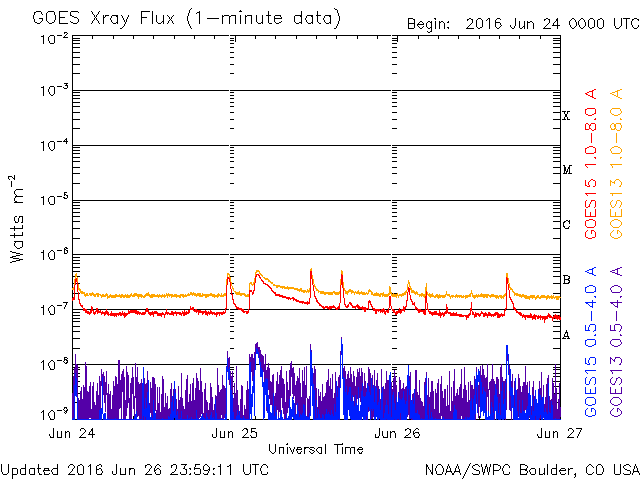 GOES Xray Flux (1-minute data)
Begin: 2016 Jun 24 0000 UTC
10⁻²
10⁻³
10⁻⁴
10⁻⁵
10⁻⁶
10⁻⁷
10⁻⁸
10⁻⁹
Watts m⁻²
X
M
C
B
A
GOES15 1.0-8.0 A
GOES13 1.0-8.0 A
GOES15 0.5-4.0 A
GOES13 0.5-4.0 A
Jun 24 Jun 25 Jun 26 Jun 27
Universal Time
Updated 2016 Jun 26 23:59:11 UTC
NOAA/SWPC Boulder, CO USA